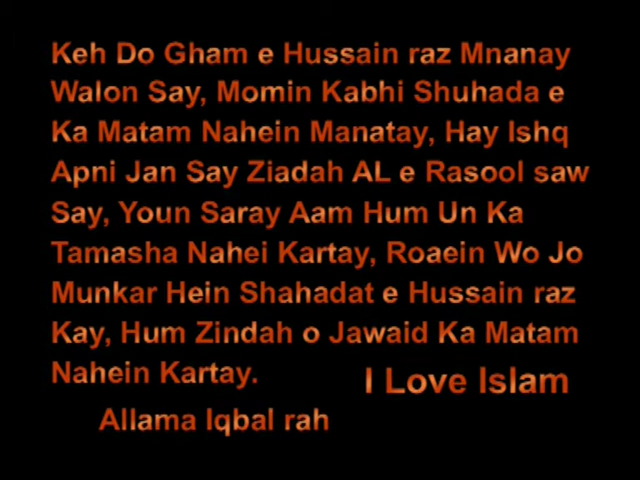 Keh Do Gham e Hussain raz Mnanay
Walon Say, Momin Kabhi Shuhada e
Ka Matam Nahein Manatay, Hay Ishq
Apni Jan Say Ziadah AL e Rasool saw
Say, Youn Saray Aam Hum Un Ka
Tamasha Nahei Kartay, Roaein Wo Jo
Munkar Hein Shahadat e Hussain raz
Kay, Hum Zindah o Jawaid Ka Matam
Nahein Kartay.
I Love Islam
Allama Iqbal rah